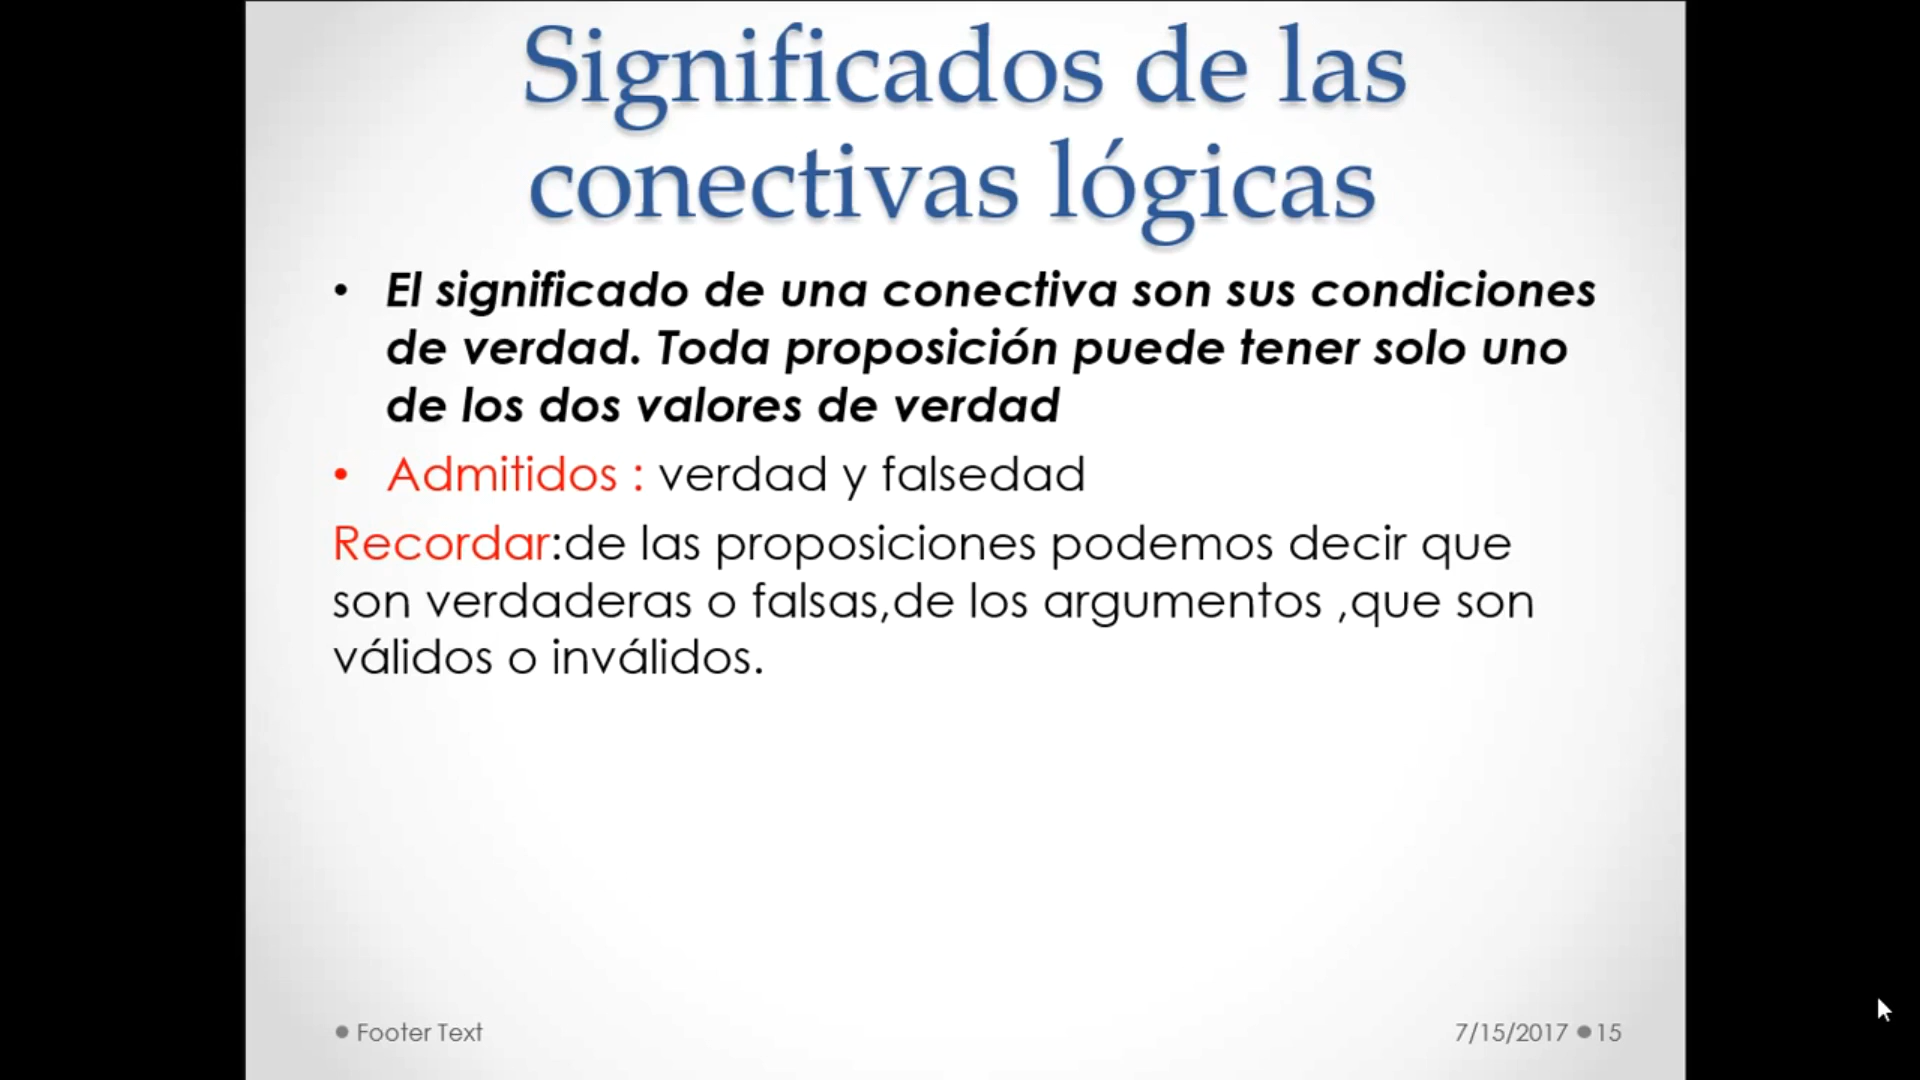 Significados de las
conectivas lógicas
• El significado de una conectiva son sus condiciones
de verdad. Toda proposición puede tener solo uno
de los dos valores de verdad
• Admitidos : verdad y falsedad
Recordar:de las proposiciones podemos decir que
son verdaderas o falsas,de los argumentos ,que son
válidos o inválidos.
• Footer Text
7/15/2017 • 15